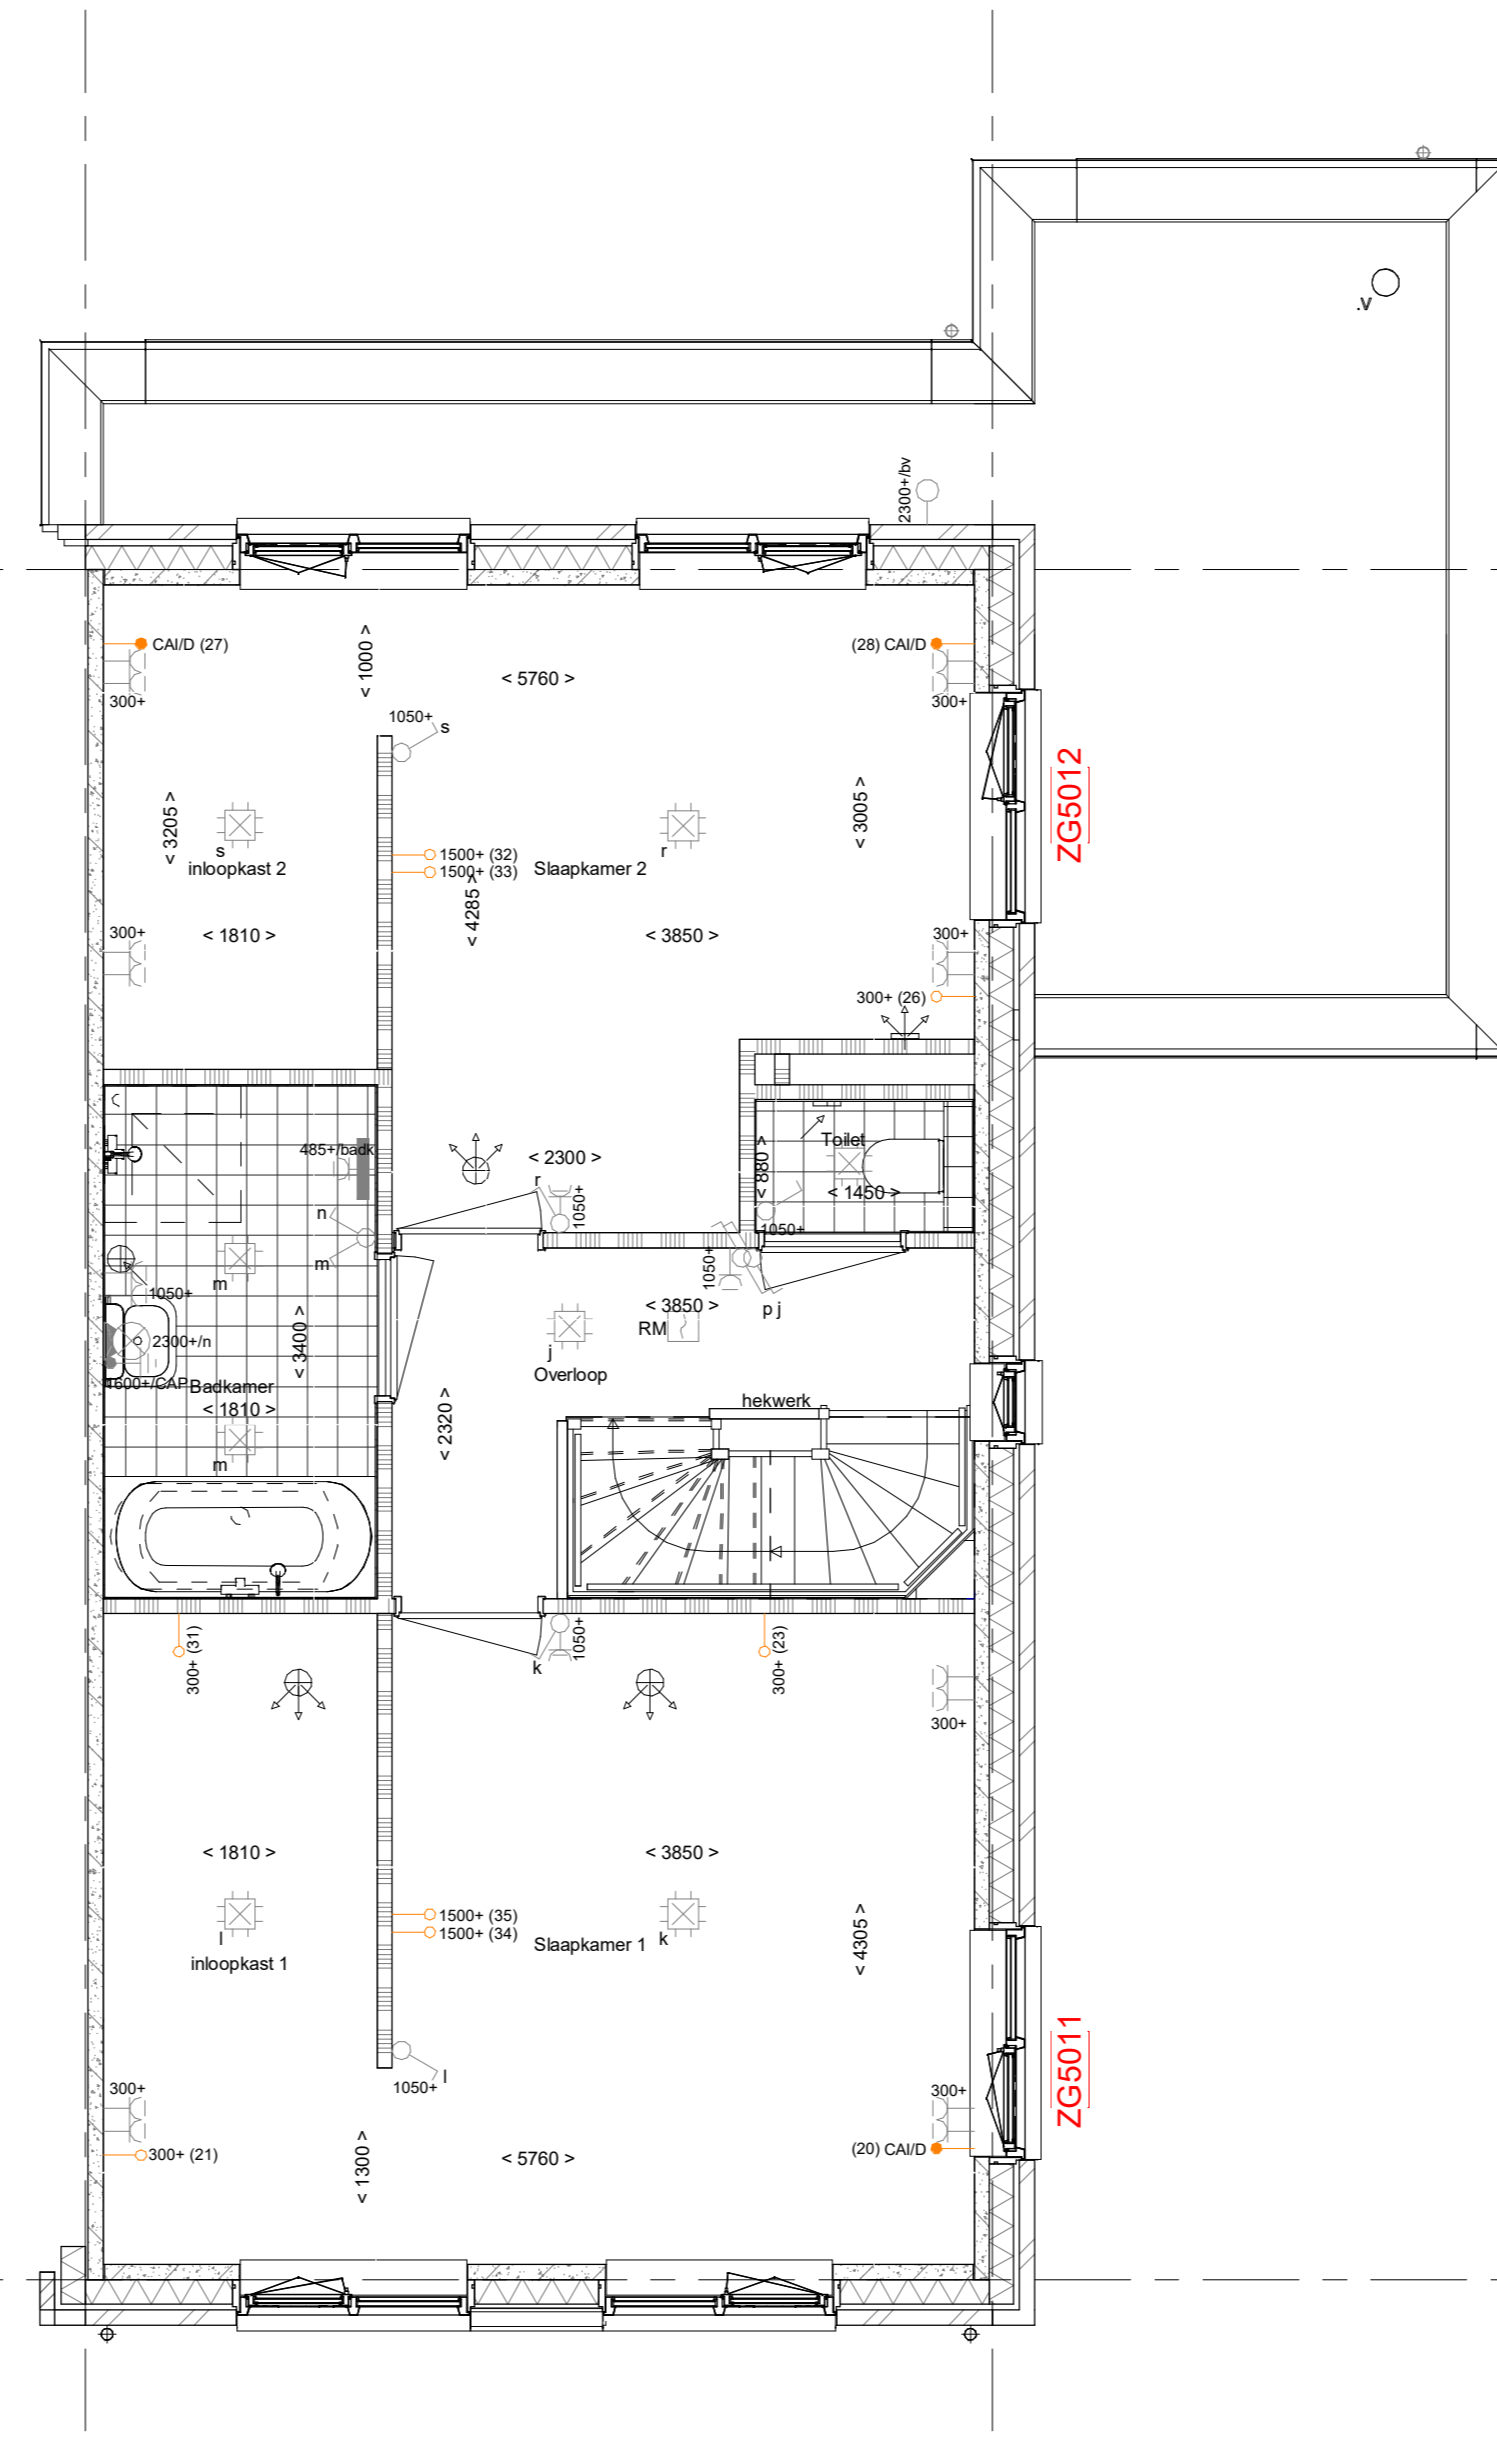 .V
2300+/bv
CAI/D (27)
< 1000 >
(28) CAI/D
< 5760 >
300+
300+
1050+
s
ZG5012
< 3205 >
< 3005 >
s
r
1500+ (32)
inloopkast 2
1500+ (33)
Slaapkamer 2
< 4285 >
300+
< 1810 >
< 3850 >
300+
300+ (26)
Toilet
485+/badk
< 2300 >
< 880 >
r
1050+
< 1450 >
n
1050+
m
m
1050+
1050+
< 3850 >
p j
2300+/n
< 3400 >
RM
j
Overloop
1600+/CAP
Badkamer
hekwerk
< 1810 >
< 2320 >
m
300+ (31)
1050+
300+ (23)
k
300+
< 1810 >
< 3850 >
1500+ (35)
l
1500+ (34)
Slaapkamer 1
k
< 4305 >
inloopkast 1
ZG5011
l
1050+
300+
300+
300+ (21)
(20) CAI/D
< 1300 >
< 5760 >